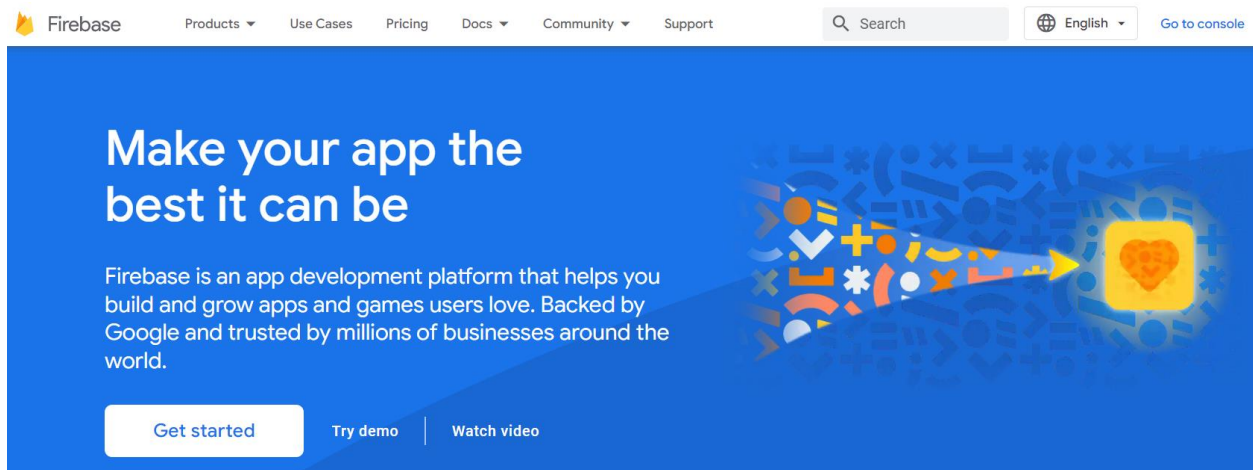 Firebase Products Use Cases Pricing Docs Community Support Search English Go to console
Make your app the
best it can be
Firebase is an app development platform that helps you
build and grow apps and games users love. Backed by
Google and trusted by millions of businesses around the
world.
Get started Try demo Watch video